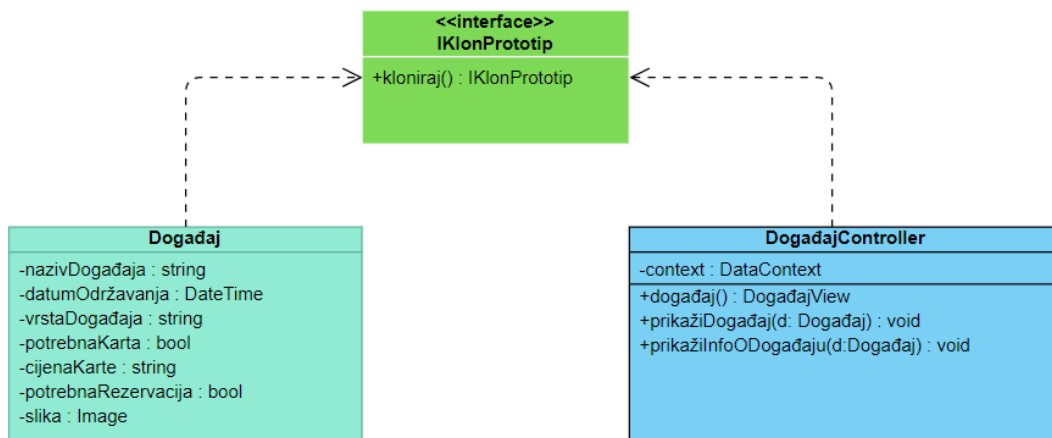 <<interface>>
IKlonPrototip
+kloniraj() : IKlonPrototip
Događaj
-nazivDogađaja : string
-datumOdržavanja : DateTime
-vrstaDogađaja : string
-potrebnaKarta : bool
-cijenaKarte : string
-potrebnaRezervacija : bool
-slika : Image
DogađajController
-context : DataContext
+događaj() : DogađajView
+prikažiDogađaj(d: Događaj) : void
+prikažiInfoODogađaju(d:Događaj) : void